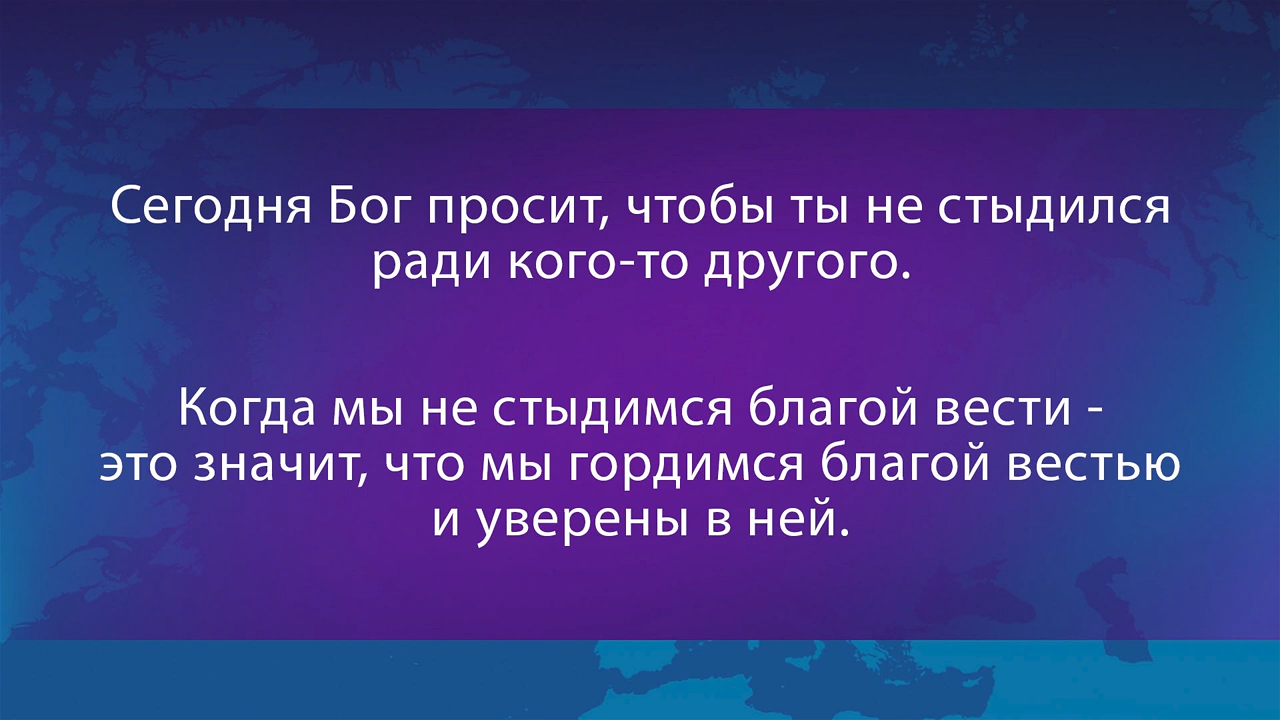 Сегодня Бог просит, чтобы ты не стыдился
ради кого-то другого.
Когда мы не стыдимся благой вести -
это значит, что мы гордимся благой вестью
и уверены в ней.